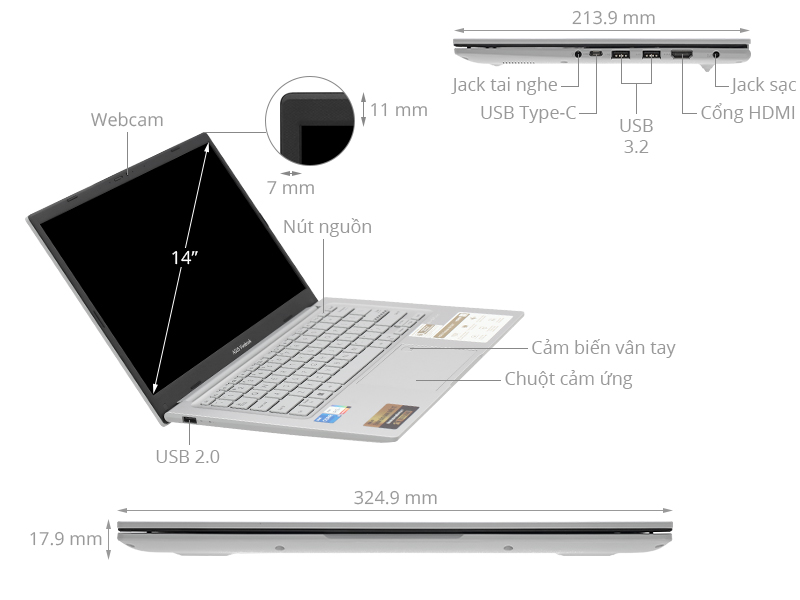 213.9 mm
Jack tai nghe
Jack sạc
USB Type-C
Cổng HDMI
USB
3.2
11 mm
7 mm
Webcam
14”
Nút nguồn
Cảm biến vân tay
Chuột cảm ứng
USB 2.0
324.9 mm
17.9 mm